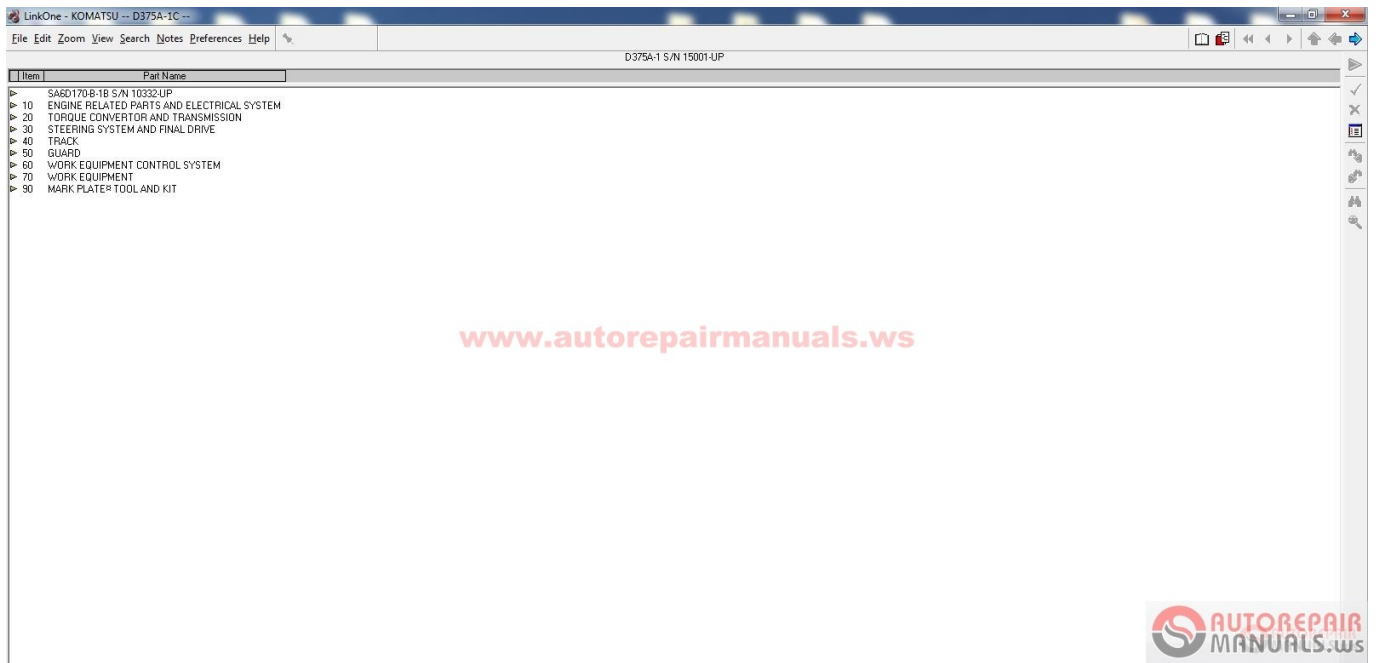 LinkOne - KOMATSU -- D375A-1C --
File Edit Zoom View Search Notes Preferences Help
D375A-1 S/N 15001-UP
Item Part Name
SA6D170-B-1B S/N 10332-UP
10 ENGINE RELATED PARTS AND ELECTRICAL SYSTEM
20 TORQUE CONVERTOR AND TRANSMISSION
30 STEERING SYSTEM AND FINAL DRIVE
40 TRACK
50 GUARD
60 WORK EQUIPMENT CONTROL SYSTEM
70 WORK EQUIPMENT
90 MARK PLATE¤ TOOL AND KIT
www.autorepairmanuals.ws
AUTOREPAIR
MANUALS.ws